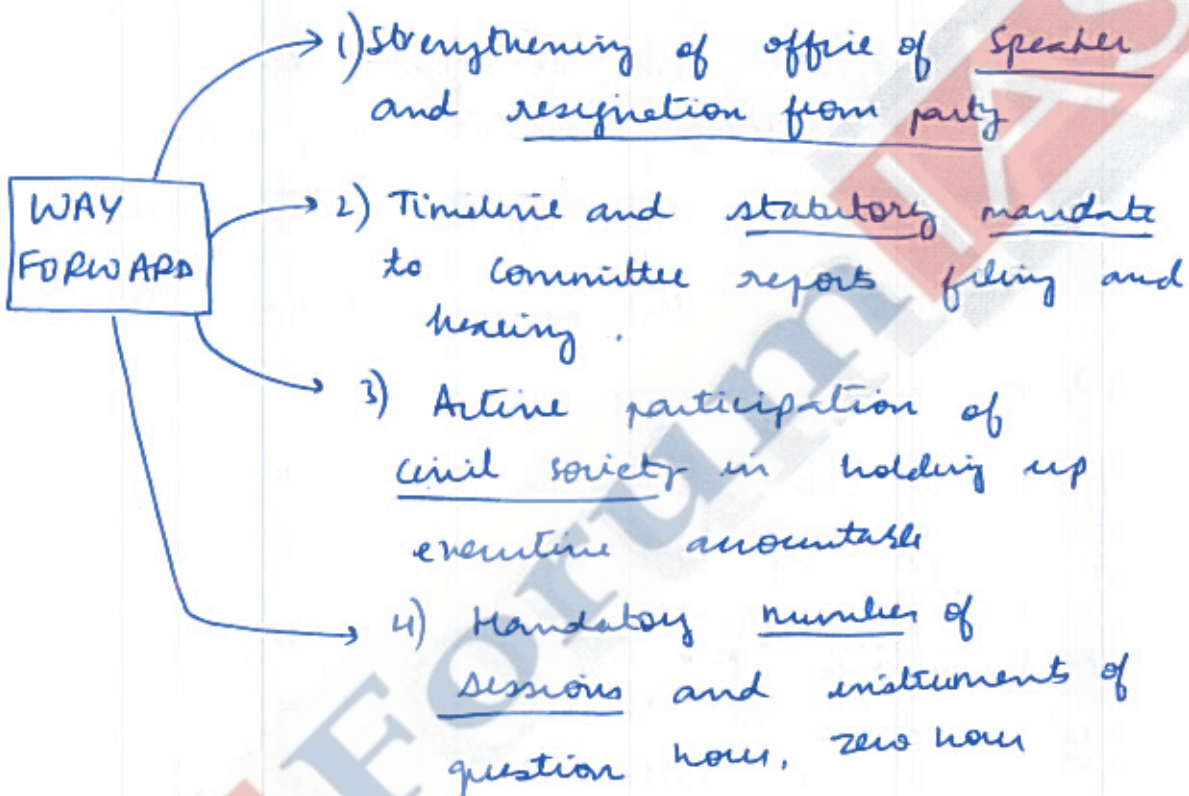 1) Strengthening of office of Speaker
and resignation from party
WAY
FORWARD
2) Timeline and statutory mandate
to committee reports filing and
hearing.
3) Active participation of
civil society in holding up
executive accountable
4) Mandatory number of
sessions and instruments of
question hour, zero hour
Forum IAS